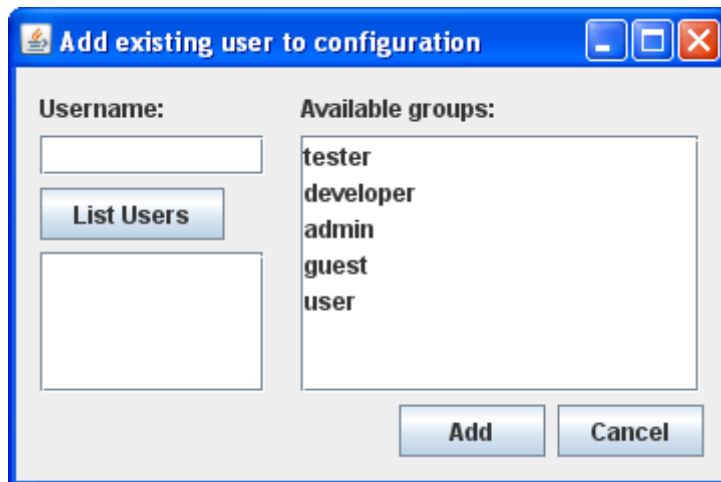 Add existing user to configuration
Username:
List Users
Available groups:
tester
developer
admin
guest
user
Add
Cancel